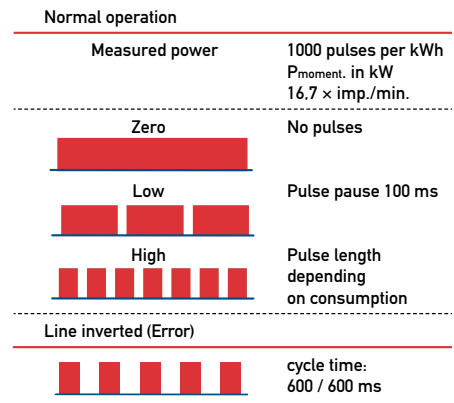 Normal operation
Measured power
1000 pulses per kWh
Pmoment. in kW
16,7 × imp./min.
Zero
No pulses
Low
Pulse pause 100 ms
High
Pulse length
depending
on consumption
Line inverted (Error)
cycle time:
600 / 600 ms